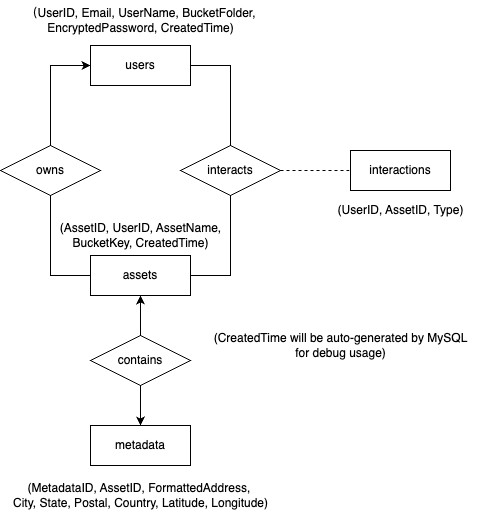 (UserID, Email, UserName, BucketFolder,
EncryptedPassword, CreatedTime)
users
owns
interacts
interactions
(UserID, AssetID, Type)
(AssetID, UserID, AssetName,
BucketKey, CreatedTime)
assets
(CreatedTime will be auto-generated by MySQL
for debug usage)
contains
metadata
(MetadataID, AssetID, FormattedAddress,
City, State, Postal, Country, Latitude, Longitude)